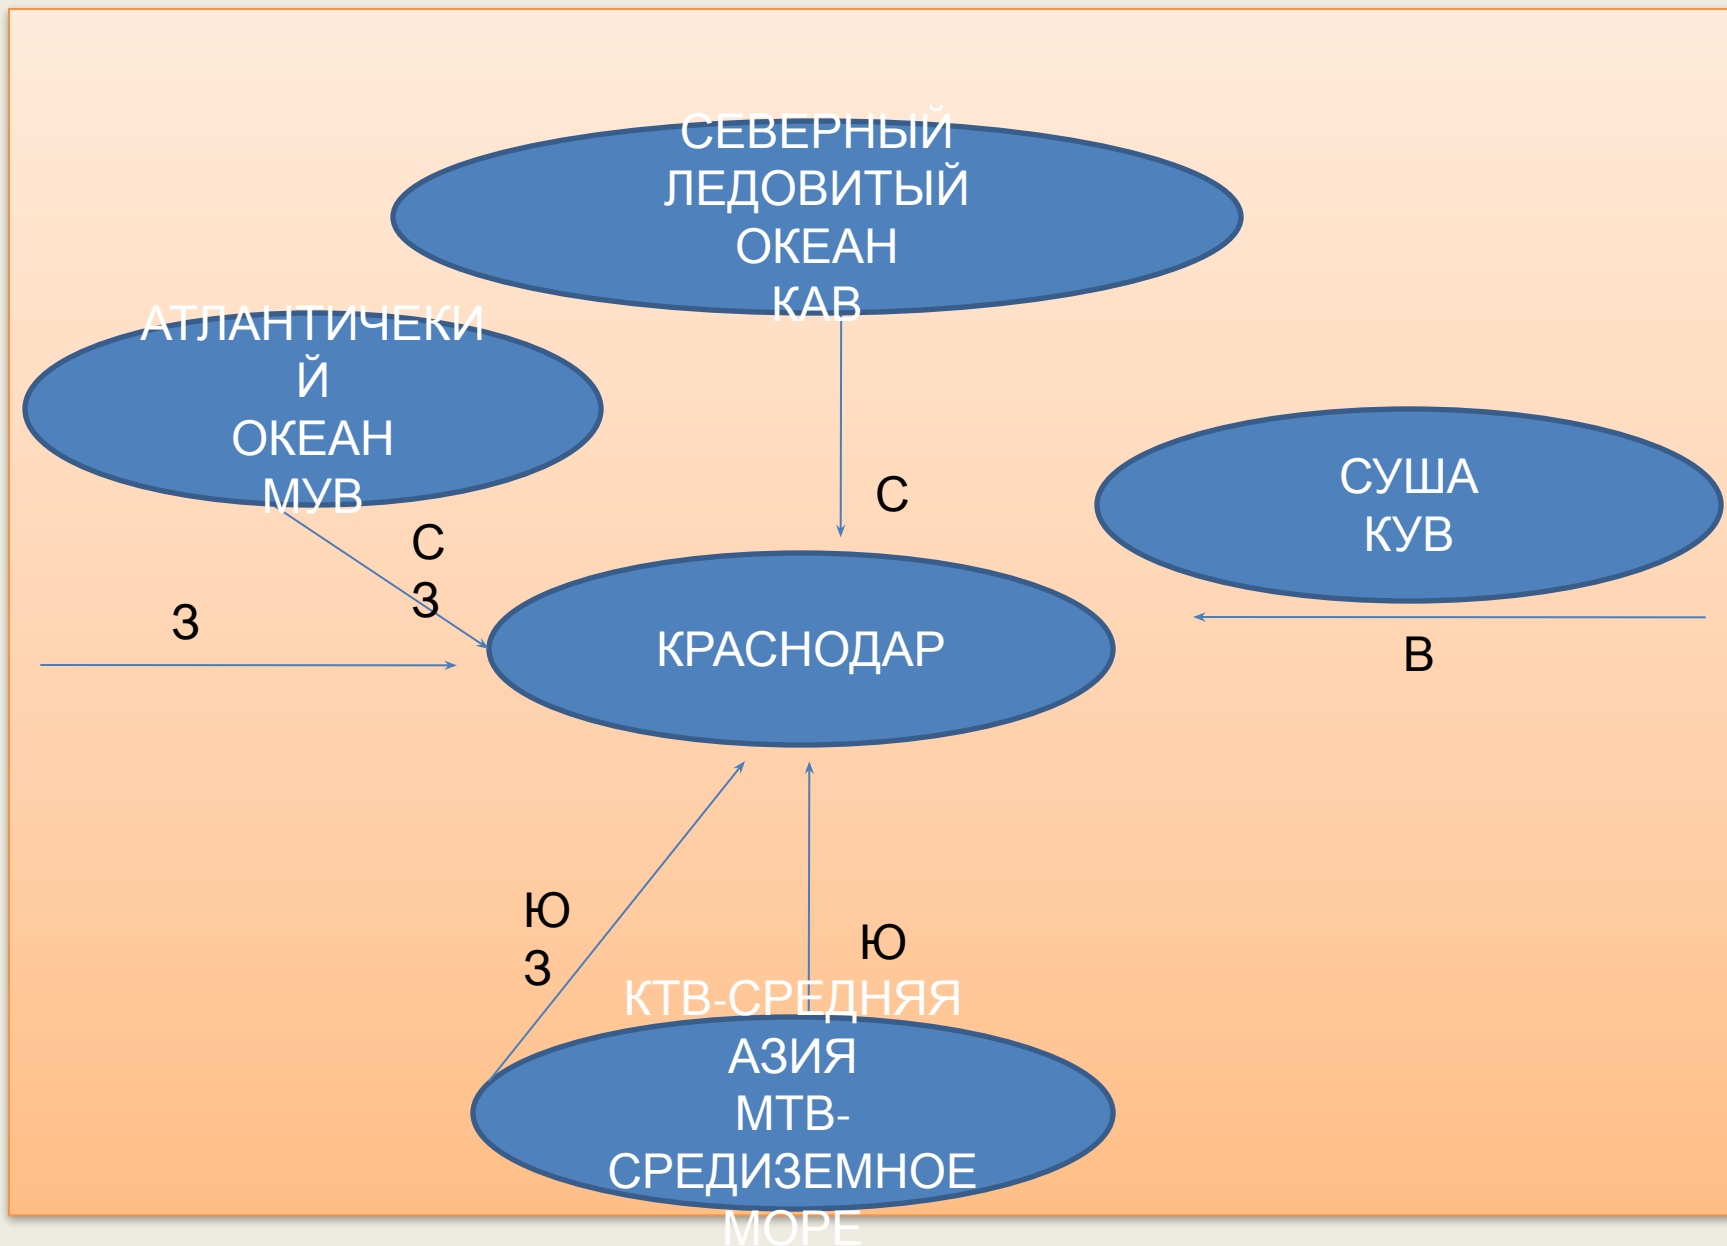 СЕВЕРНЫЙ
ЛЕДОВИТЫЙ
ОКЕАН
КАВ
АТЛАНТИЧЕКИ
Й
ОКЕАН
МУВ
СУША
КУВ
С
С
З
З
КРАСНОДАР
В
Ю
З
Ю
КТВ-СРЕДНЯЯ
АЗИЯ
МТВ-
СРЕДИЗЕМНОЕ
МОРЕ